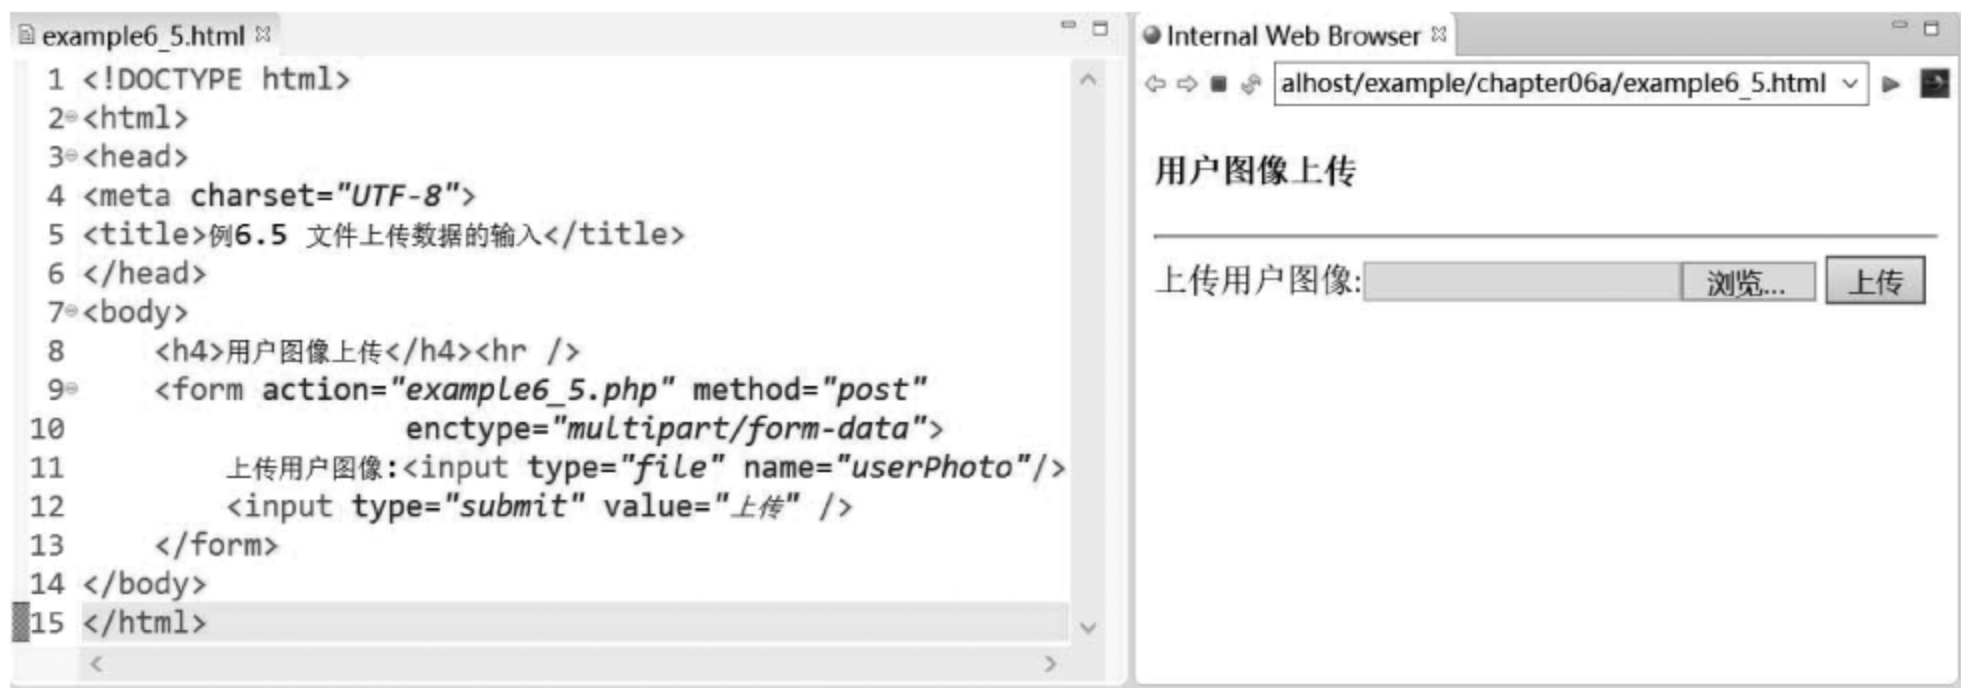 example6_5.html
1 <!DOCTYPE html>
2 <html>
3 <head>
4 <meta charset="UTF-8">
5 <title>例6.5 文件上传数据的输入</title>
6 </head>
7 <body>
8 <h4>用户图像上传</h4><hr />
9 <form action="example6_5.php" method="post"
10 enctype="multipart/form-data">
11 上传用户图像:<input type="file" name="userPhoto"/>
12 <input type="submit" value="上传" />
13 </form>
14 </body>
15 </html>
Internal Web Browser
alhost/example/chapter06a/example6_5.html
用户图像上传
上传用户图像: 浏览... 上传